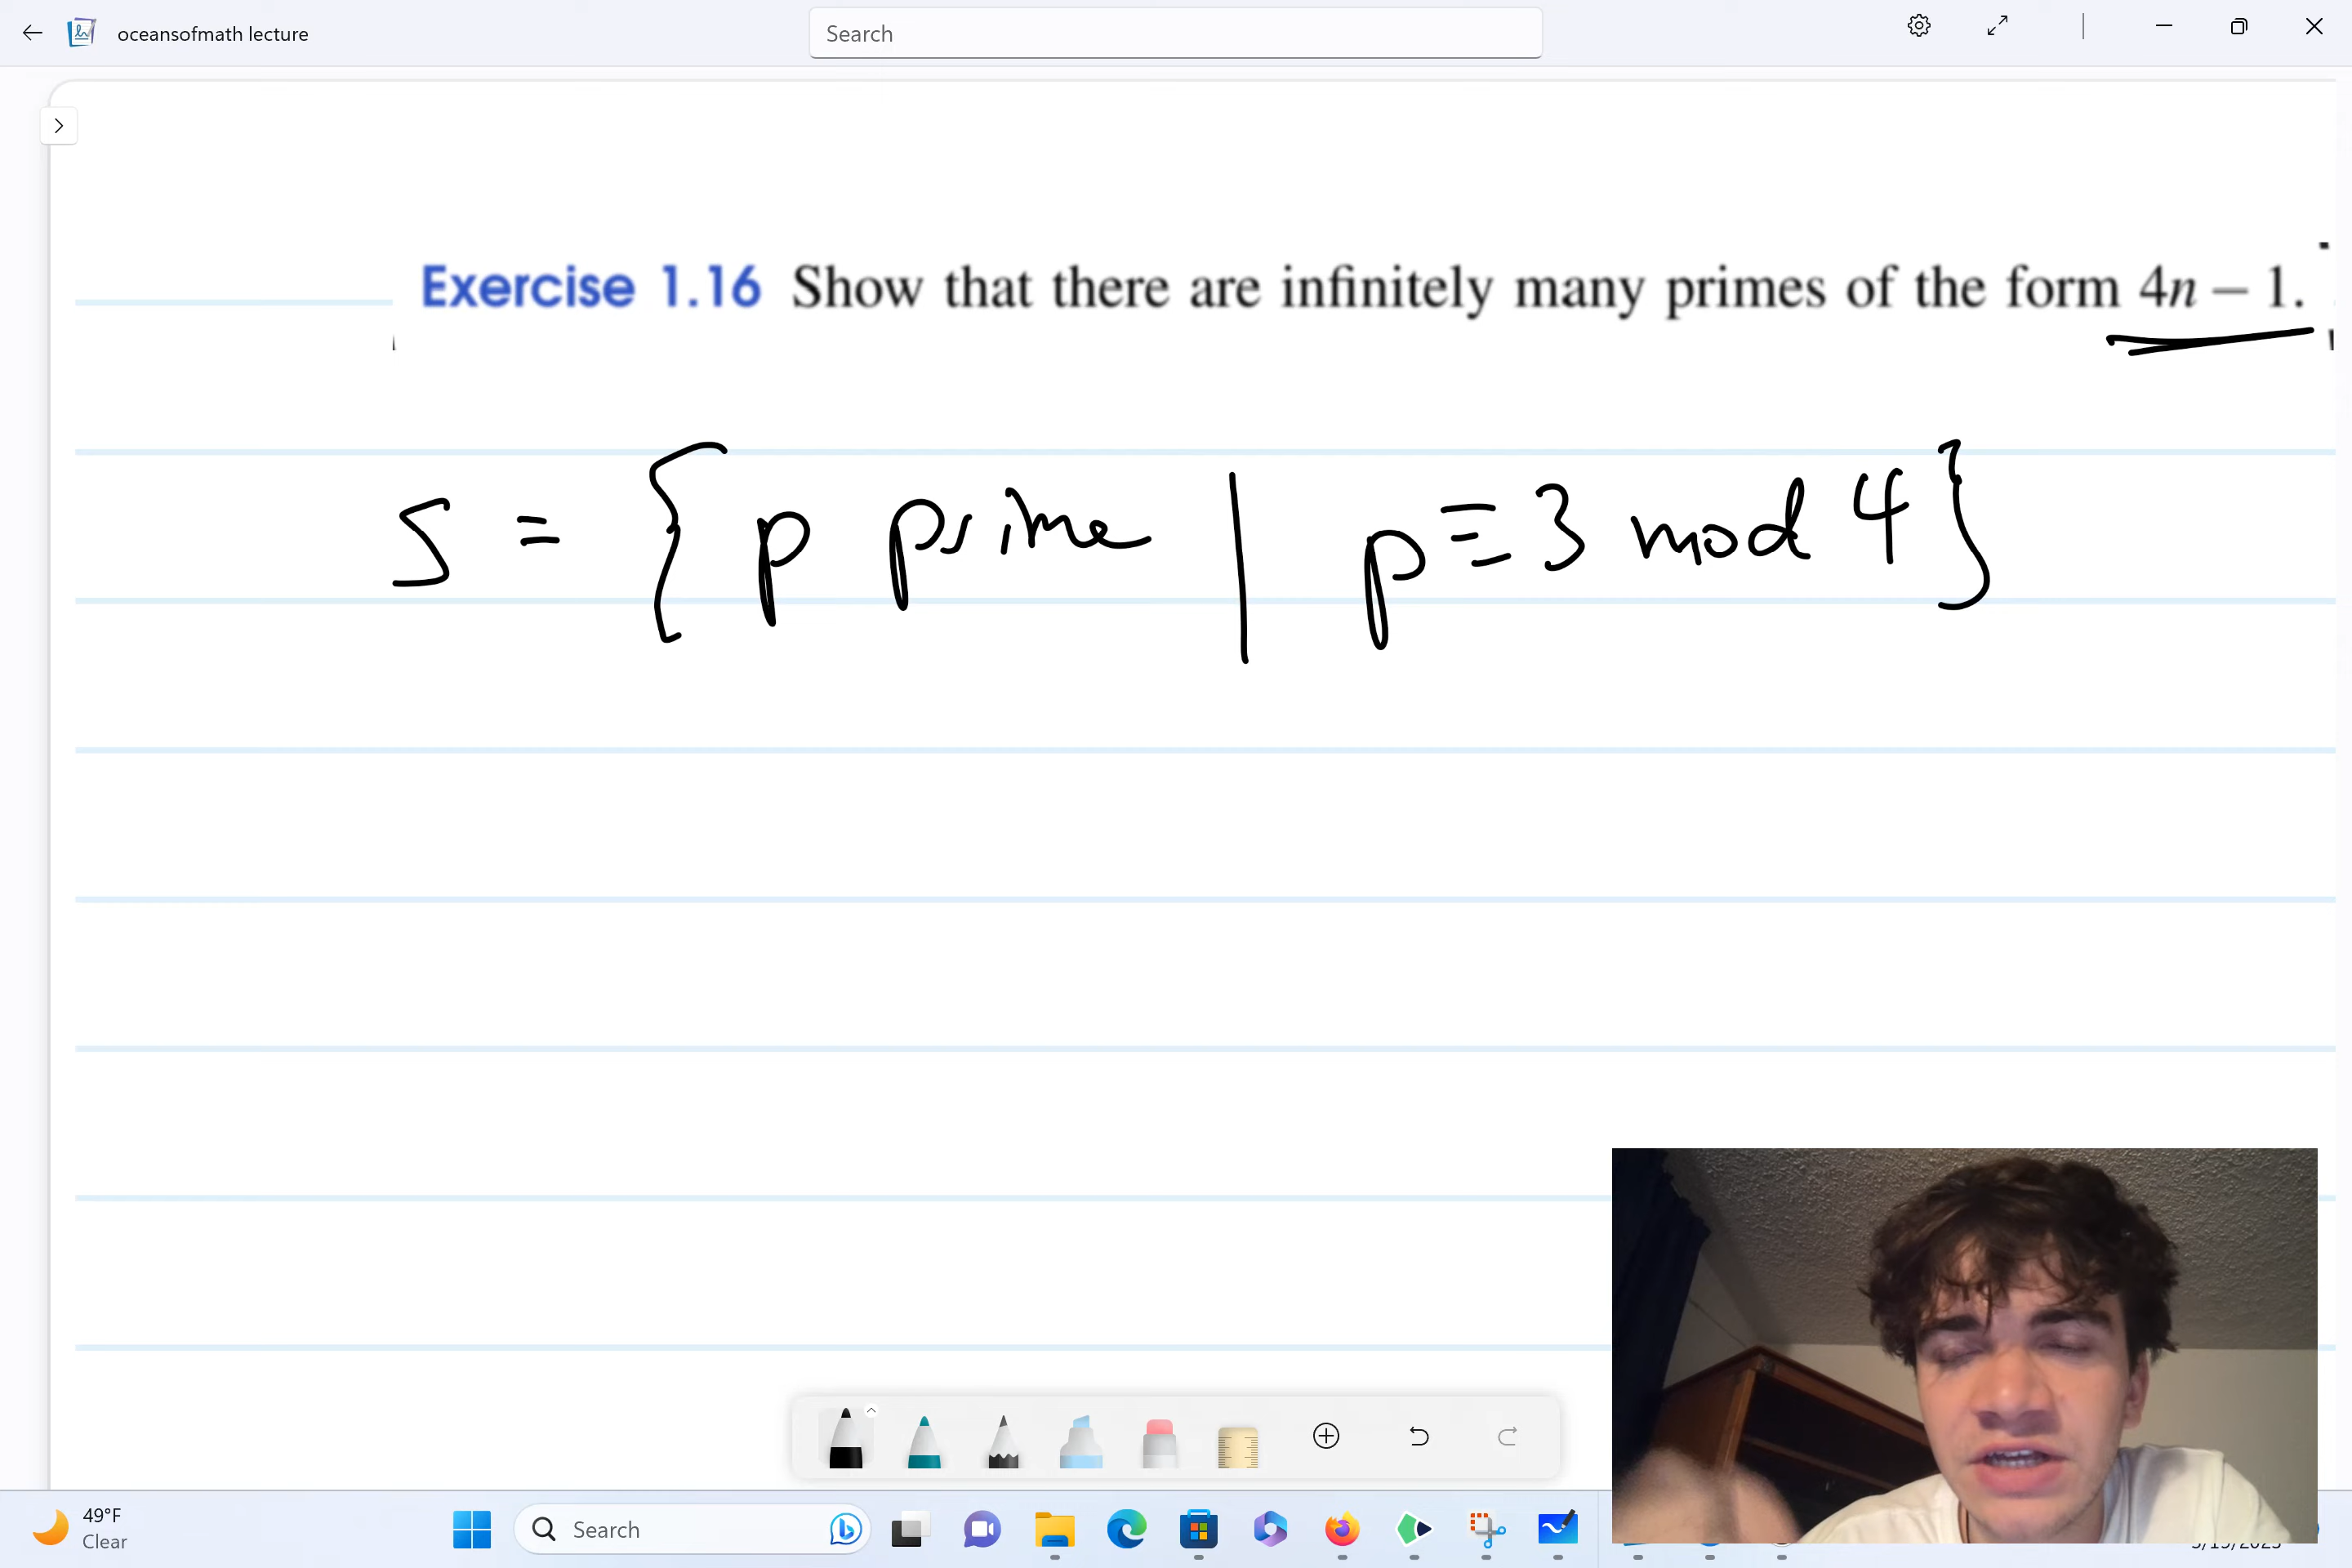 oceansofmath lecture
Search
Exercise 1.16 Show that there are infinitely many primes of the form 4n − 1.
S = { p prime | p ≡ 3 mod 4 }
49°F
Clear
Search